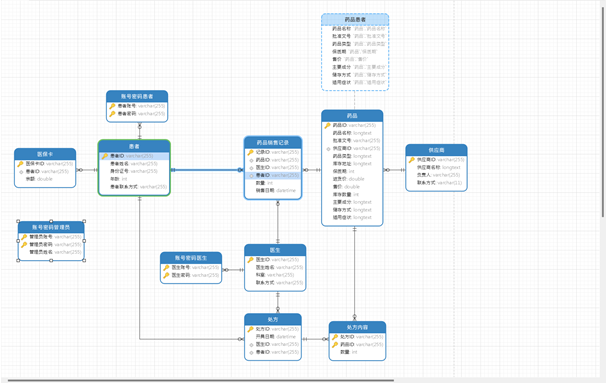 药品患者
药品名称 药品.药品名称
批准文号 药品.批准文号
药品类型 药品.药品类型
保质期 药品.保质期
售价 药品.售价
主要成分 药品.主要成分
储存方式 药品.储存方式
适用症状 药品.适用症状
账号密码患者
患者账号: varchar(255)
患者密码: varchar(255)
患者
患者ID: varchar(255)
患者姓名: varchar(255)
身份证号: varchar(255)
年龄: int
患者联系方式: varchar(255)
医保卡
医保卡ID: varchar(255)
患者ID: varchar(255)
余额: double
药品销售记录
记录ID: varchar(255)
药品ID: varchar(255)
医生ID: varchar(255)
患者ID: varchar(255)
数量: int
销售日期: datetime
药品
药品ID: varchar(255)
药品名称: longtext
批准文号: varchar(255)
供应商ID: varchar(255)
药品类型: longtext
库存地址: longtext
保质期: int
进货价: double
售价: double
库存数量: int
主要成分: longtext
储存方式: longtext
适用症状: longtext
供应商
供应商ID: varchar(255)
供应商名称: longtext
负责人: varchar(255)
联系方式: varchar(11)
账号密码管理员
管理员账号: varchar(255)
管理员密码: varchar(255)
管理员姓名: varchar(255)
账号密码医生
医生账号: varchar(255)
医生密码: varchar(255)
医生
医生ID: varchar(255)
医生姓名: varchar(255)
科室: varchar(255)
联系方式: varchar(255)
处方
处方ID: varchar(255)
开具日期: datetime
医生ID: varchar(255)
患者ID: varchar(255)
处方内容
处方ID: varchar(255)
药品ID: varchar(255)
数量: int